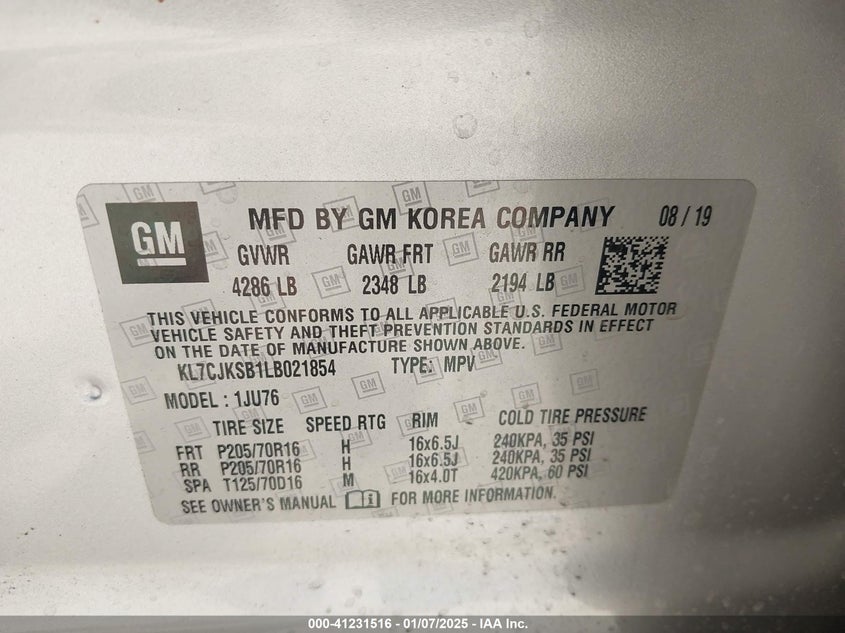 GM
MFD BY GM KOREA COMPANY 08/19
GVWR GAWR FRT GAWR RR
4286 LB 2348 LB 2194 LB
THIS VEHICLE CONFORMS TO ALL APPLICABLE U.S. FEDERAL MOTOR
VEHICLE SAFETY AND THEFT PREVENTION STANDARDS IN EFFECT
ON THE DATE OF MANUFACTURE SHOWN ABOVE.
KL7CJKSB1LB021854 TYPE: MPV
MODEL : 1JU76
TIRE SIZE SPEED RTG RIM COLD TIRE PRESSURE
FRT P205/70R16 H 16x6.5J 240KPA, 35 PSI
RR P205/70R16 H 16x6.5J 240KPA, 35 PSI
SPA T125/70D16 M 16x4.0T 420KPA, 60 PSI
SEE OWNER'S MANUAL FOR MORE INFORMATION.
000-41231516 - 01/07/2025 - IAA Inc.